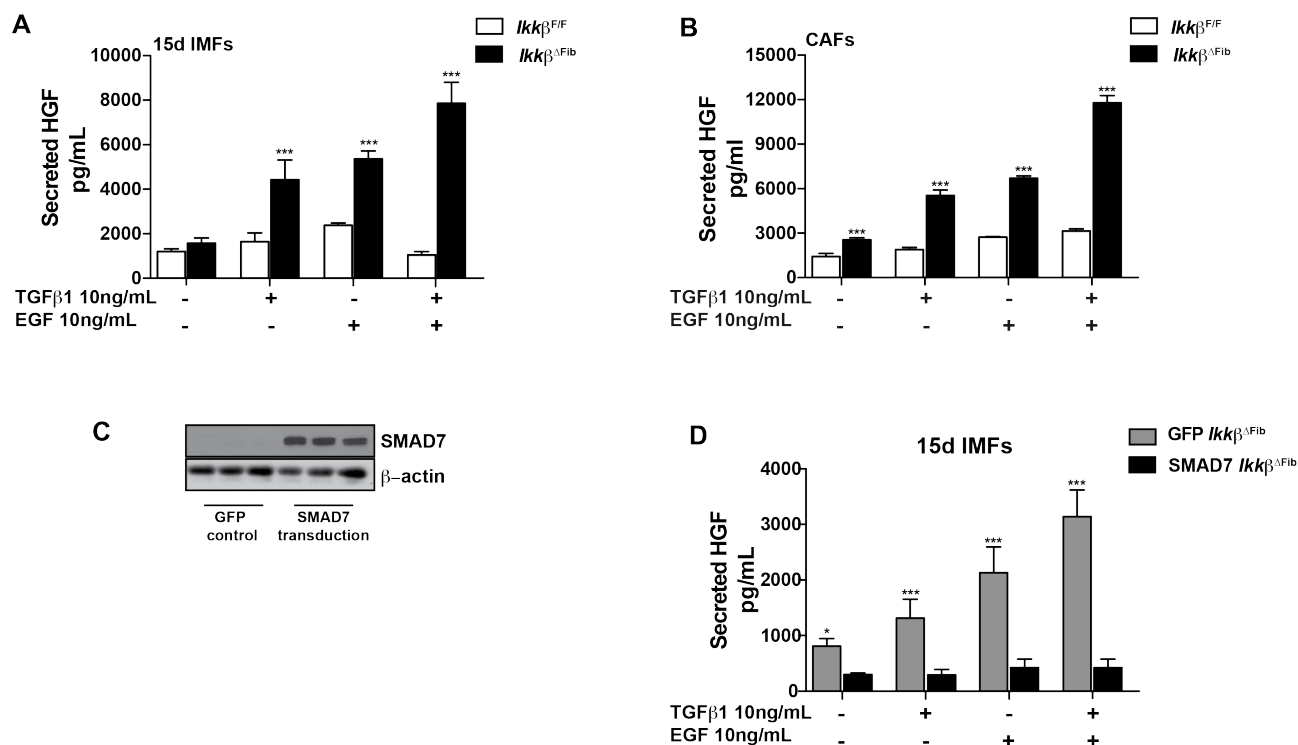 A
15d IMFs
Ikkβ^F/F
Ikkβ^ΔFib
Secreted HGF
pg/mL
10000
8000
6000
4000
2000
0
***
***
***
TGFβ1 10ng/mL - + - +
EGF 10ng/mL - - + +
B
CAFs
Ikkβ^F/F
Ikkβ^ΔFib
Secreted HGF
pg/ml
15000
12000
9000
6000
3000
0
***
***
***
***
TGFβ1 10ng/mL - + - +
EGF 10ng/mL - - + +
C
SMAD7
β–actin
GFP
control
SMAD7
transduction
D
15d IMFs
GFP Ikkβ^ΔFib
SMAD7 Ikkβ^ΔFib
Secreted HGF
pg/mL
4000
3000
2000
1000
0
*
***
***
***
TGFβ1 10ng/mL - + - +
EGF 10ng/mL - - + +